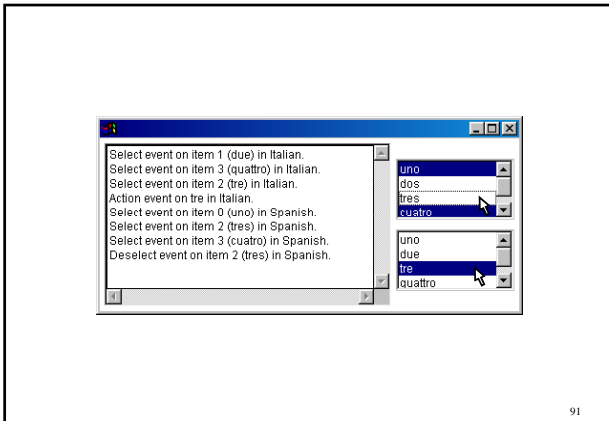 Select event on item 1 (due) in Italian.
Select event on item 3 (quattro) in Italian.
Select event on item 2 (tre) in Italian.
Action event on tre in Italian.
Select event on item 0 (uno) in Spanish.
Select event on item 2 (tres) in Spanish.
Select event on item 3 (cuatro) in Spanish.
Deselect event on item 2 (tres) in Spanish.
uno
dos
tres
cuatro
uno
due
tre
quattro
91